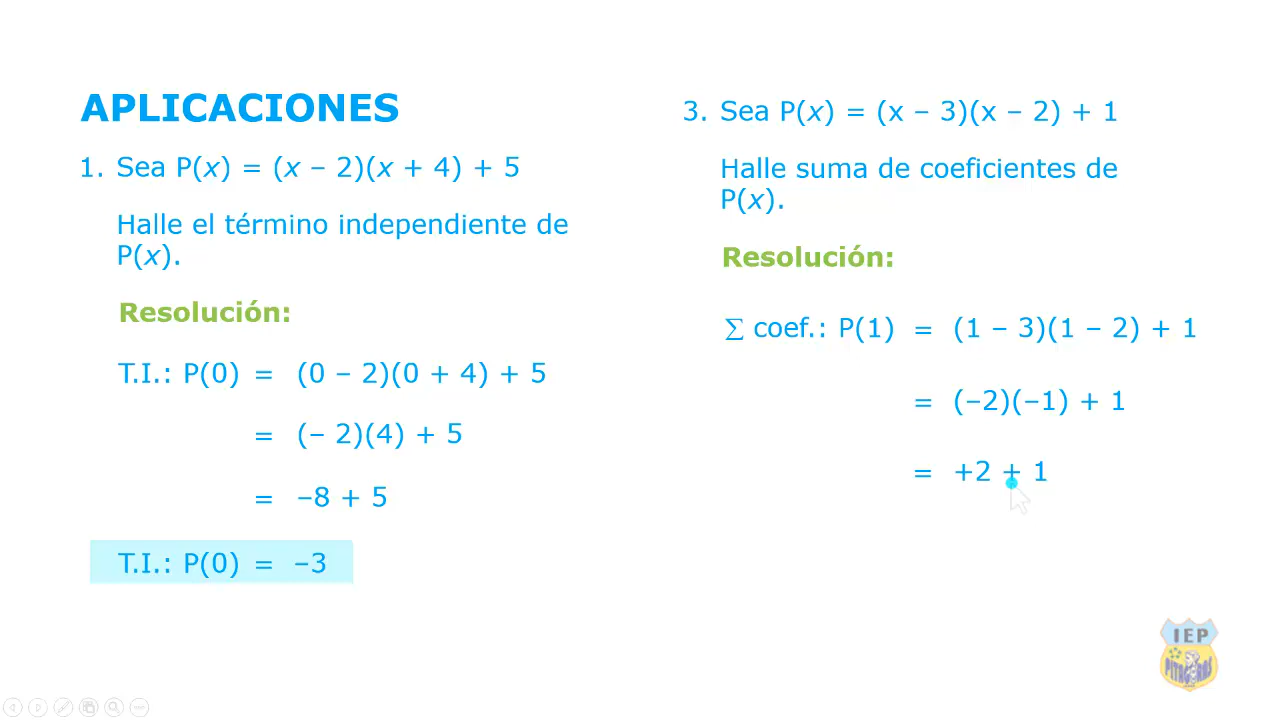 APLICACIONES
1. Sea P(x) = (x – 2)(x + 4) + 5
Halle el término independiente de
P(x).
Resolución:
T.I.: P(0) = (0 – 2)(0 + 4) + 5
= (– 2)(4) + 5
= –8 + 5
T.I.: P(0) = –3
3. Sea P(x) = (x – 3)(x – 2) + 1
Halle suma de coeficientes de
P(x).
Resolución:
∑ coef.: P(1) = (1 – 3)(1 – 2) + 1
= (–2)(–1) + 1
= +2 + 1
IEP
PITAGORAS